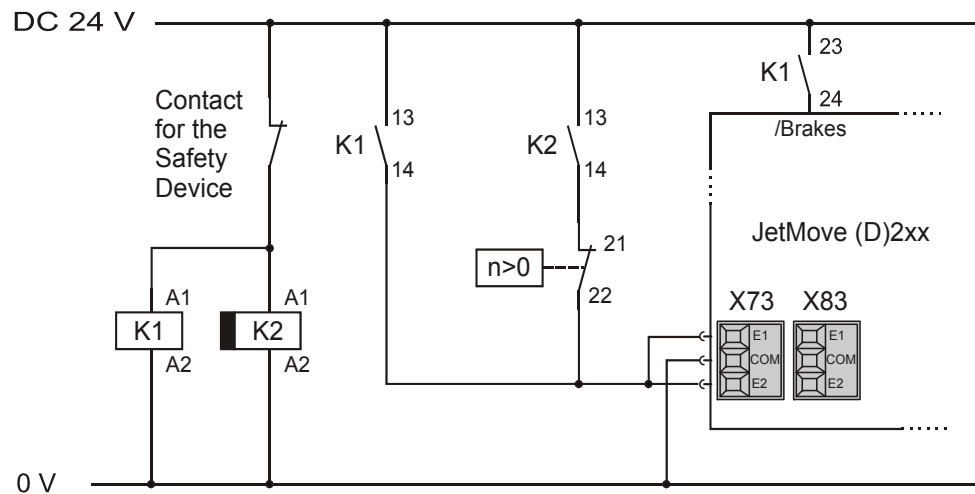 DC 24 V
Contact
for the
Safety
Device
K1
13
14
K2
13
14
K1
23
24
/Brakes
n>0
21
22
JetMove (D)2xx
X73
X83
E1
COM
E2
E1
COM
E2
A1
K1
A2
A1
K2
A2
0 V